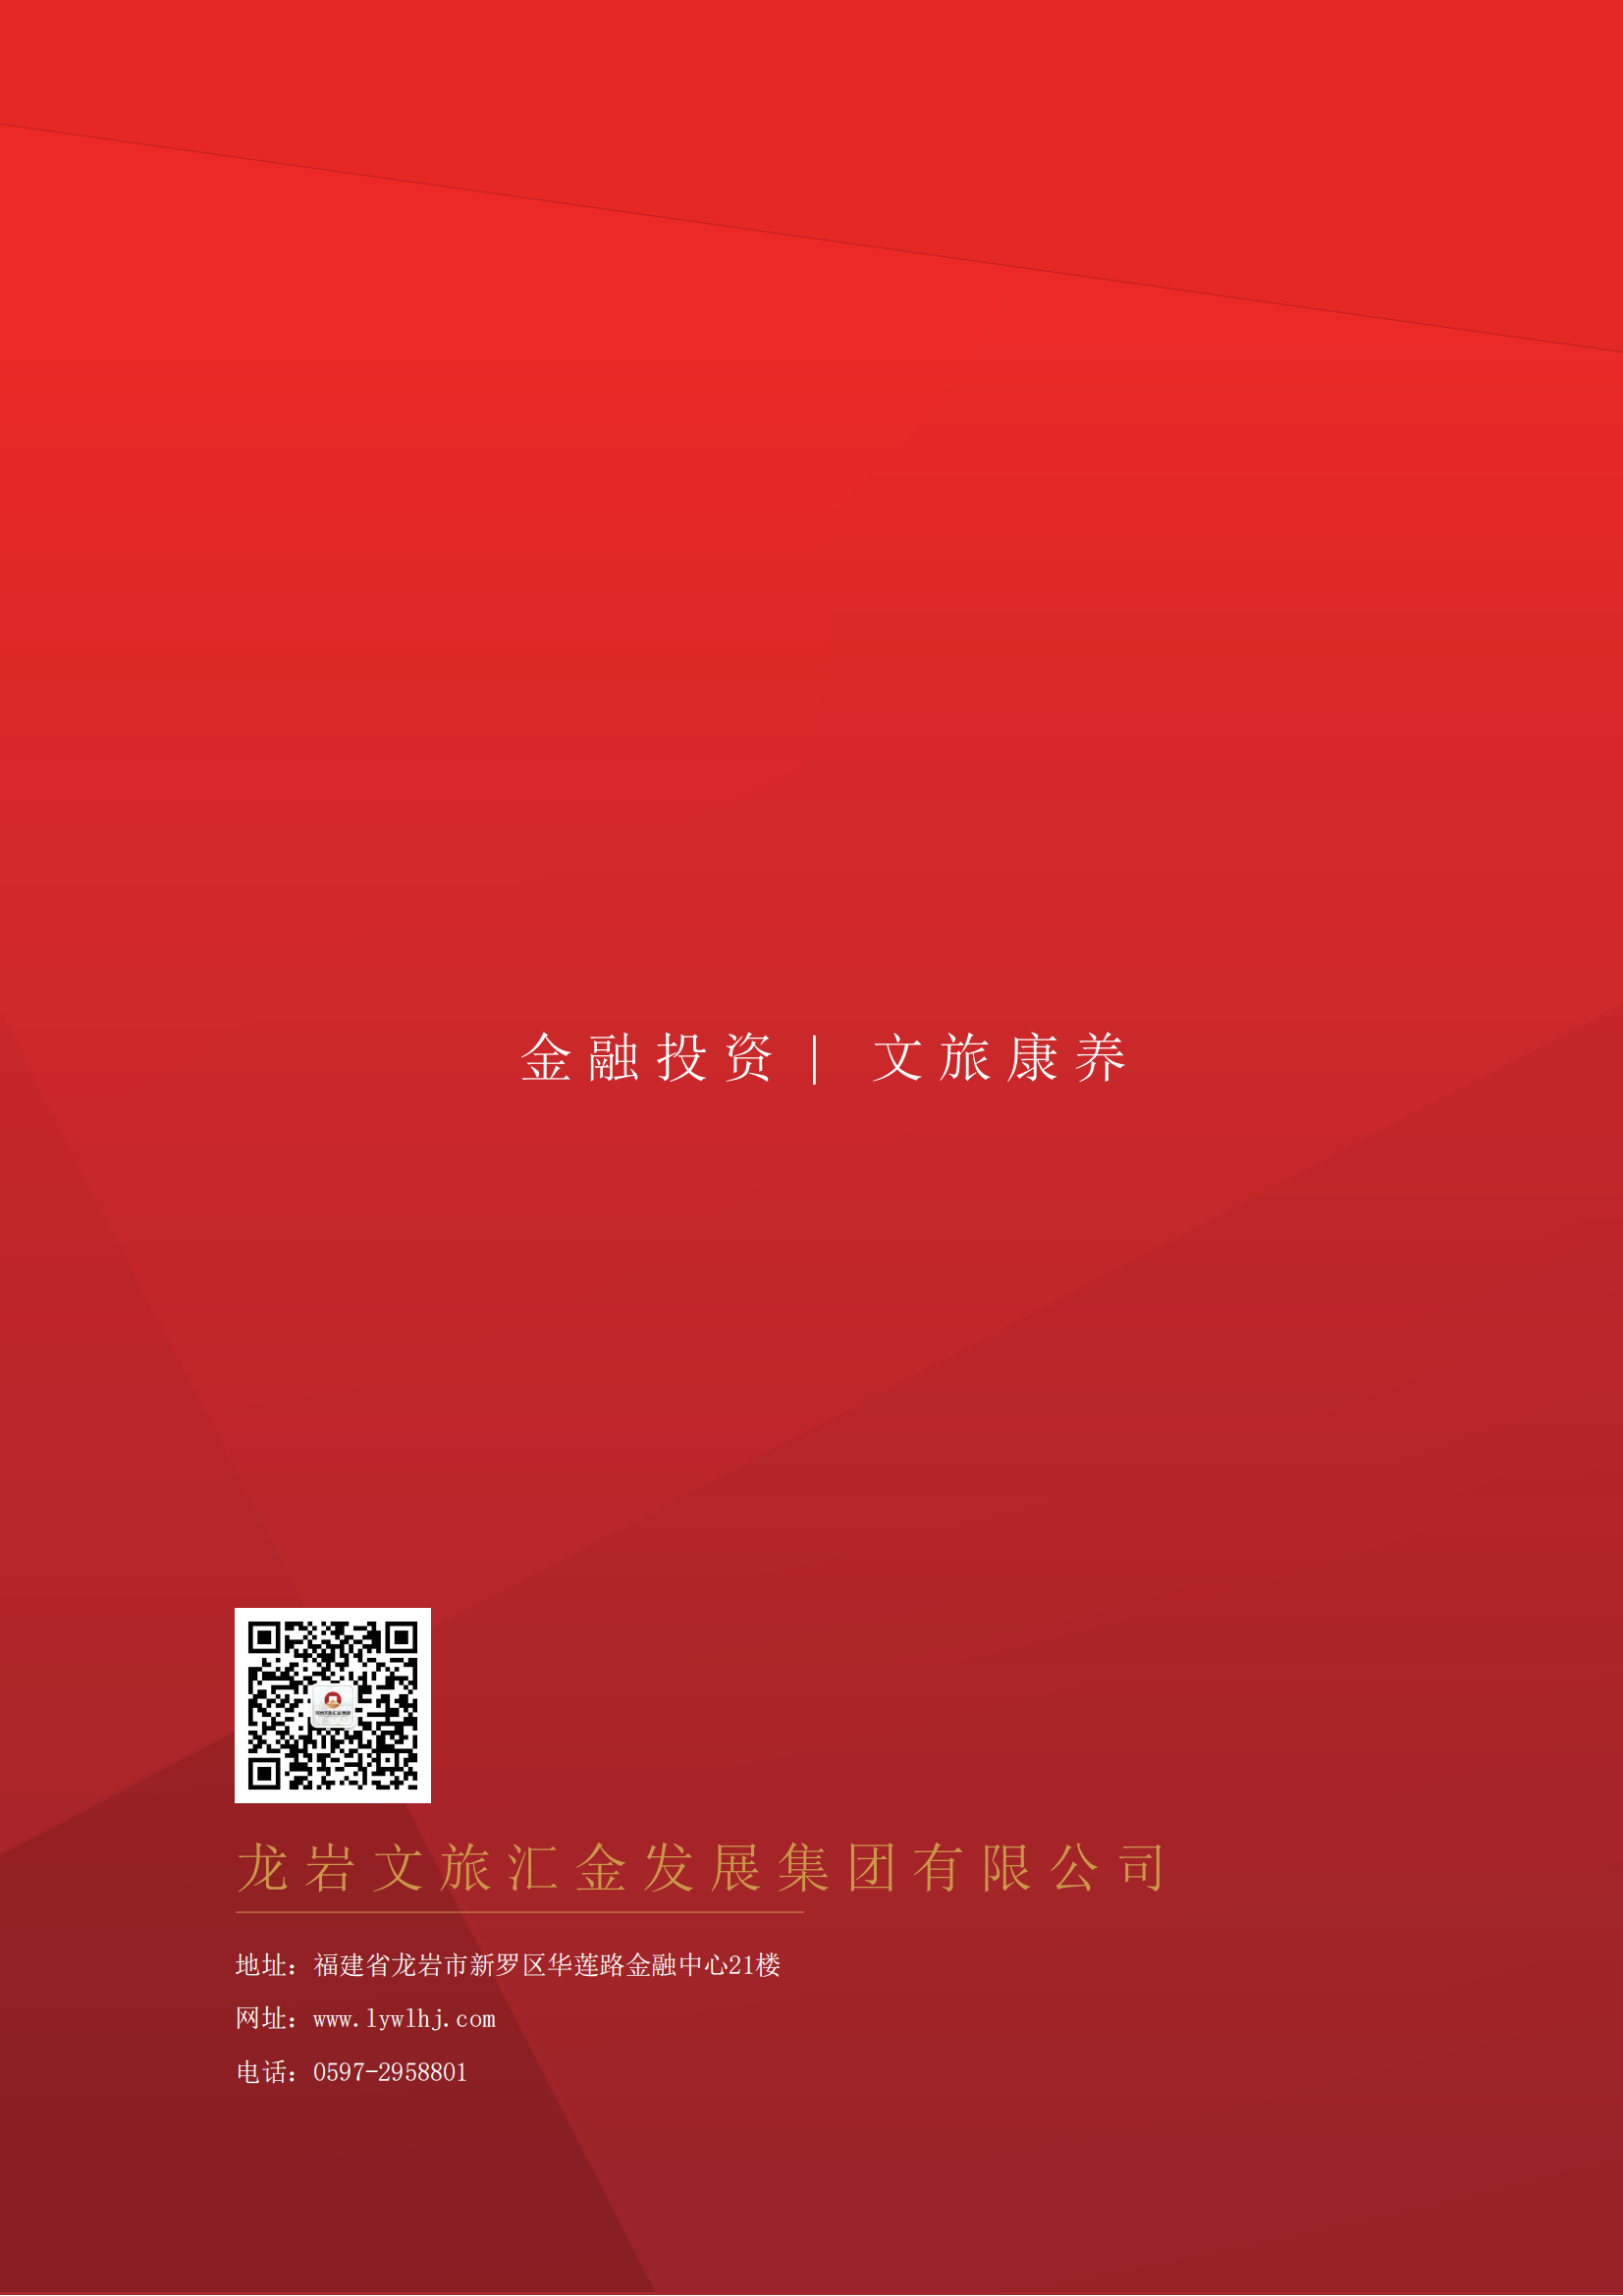 金融投资 | 文旅康养
龙岩文旅汇金发展集团有限公司
地址：福建省龙岩市新罗区华莲路金融中心21楼
网址：www.lywlhj.com
电话：0597-2958801